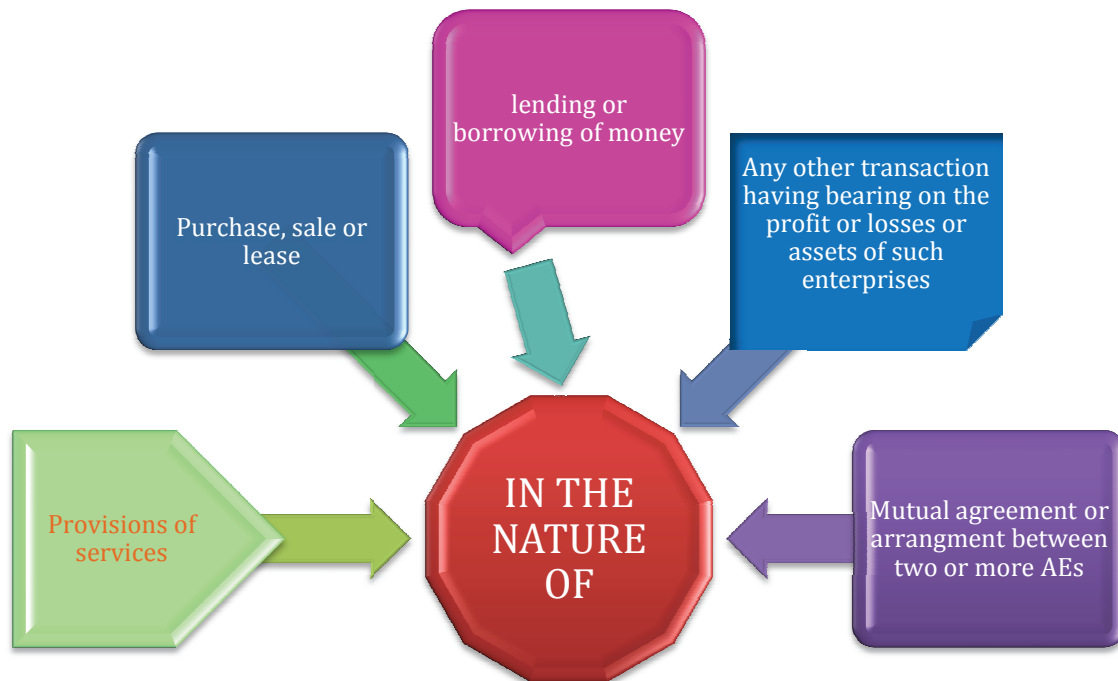 lending or
borrowing of money
Purchase, sale or
lease
Any other transaction
having bearing on the
profit or losses or
assets of such
enterprises
Provisions of
services
IN THE
NATURE
OF
Mutual agreement or
arrangment between
two or more AEs